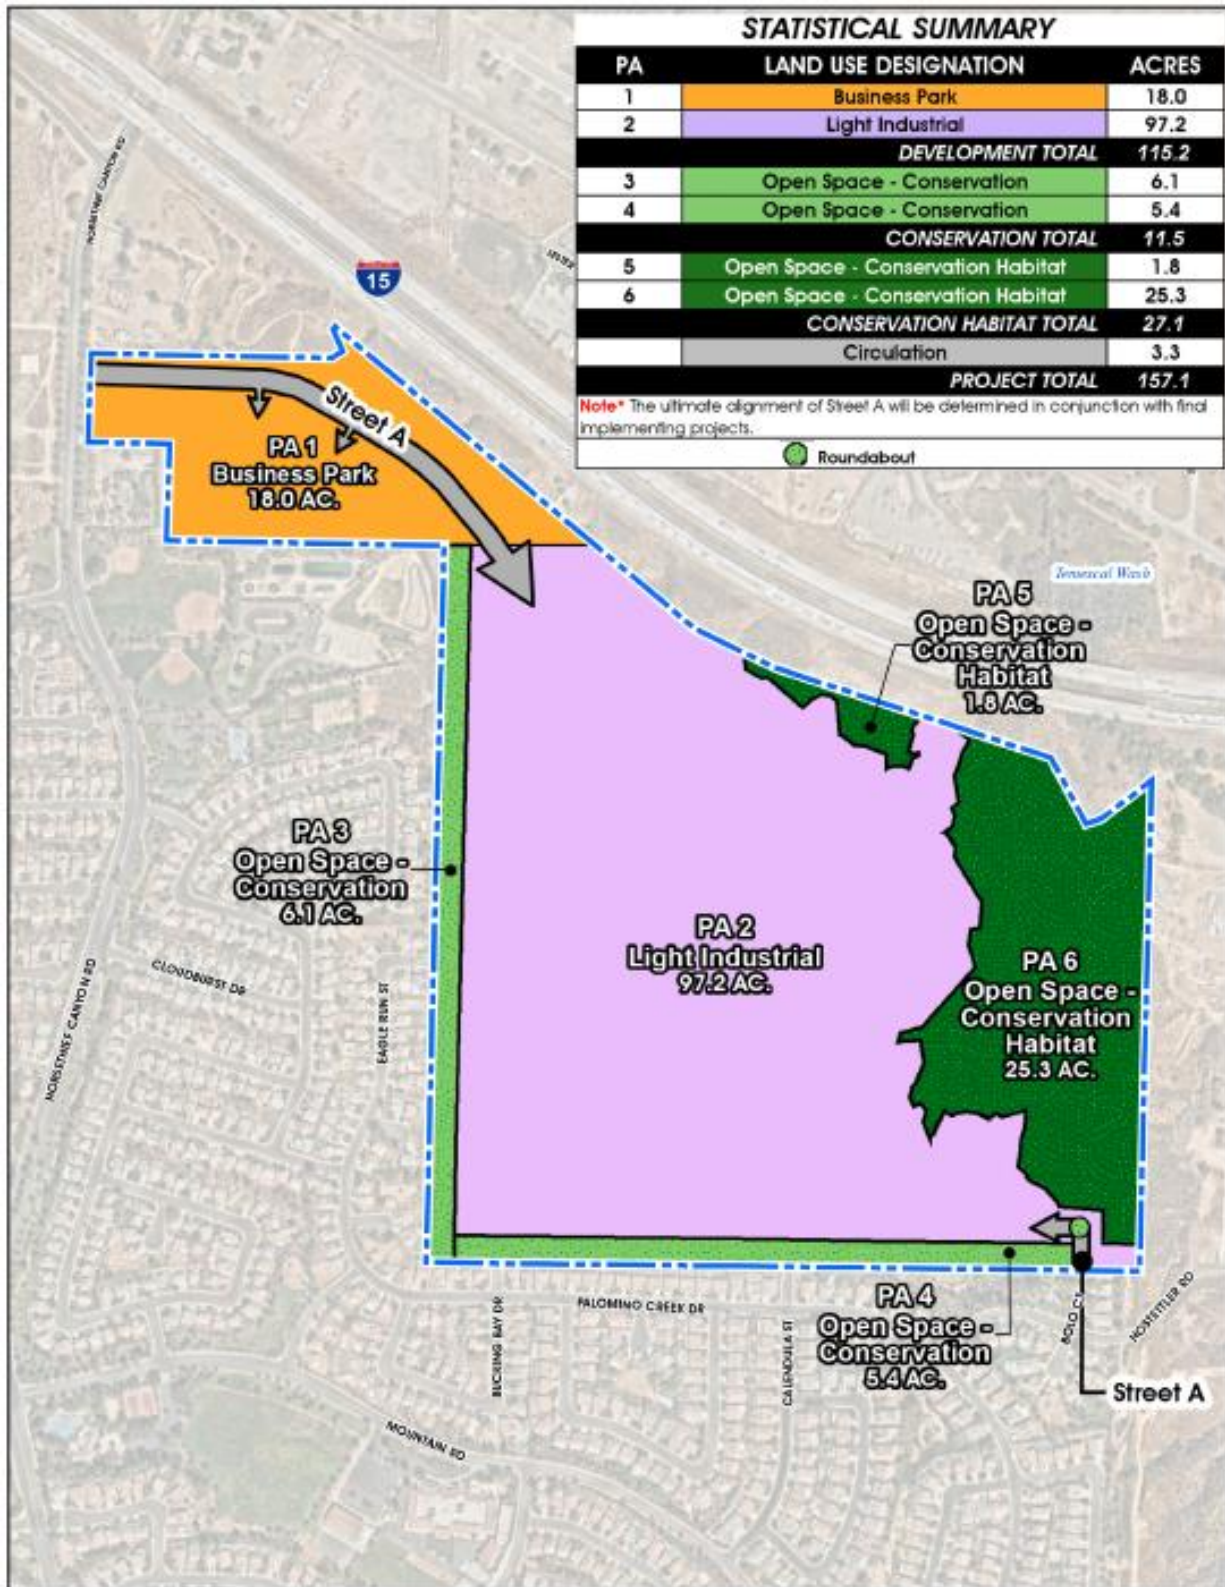 STATISTICAL SUMMARY
PA LAND USE DESIGNATION ACRES
1 Business Park 18.0
2 Light Industrial 97.2
DEVELOPMENT TOTAL 115.2
3 Open Space - Conservation 6.1
4 Open Space - Conservation 5.4
CONSERVATION TOTAL 11.5
5 Open Space - Conservation Habitat 1.8
6 Open Space - Conservation Habitat 25.3
CONSERVATION HABITAT TOTAL 27.1
Circulation 3.3
PROJECT TOTAL 157.1
Note* The ultimate alignment of Street A will be determined in conjunction with final
implementing projects.
Roundabout
HORSETHIEF CANYON RD
15
Street A
PA 1
Business Park
18.0 AC.
Temescal Wash
PA 5
Open Space -
Conservation
Habitat
1.8 AC.
PA 3
Open Space -
Conservation
6.1 AC.
PA 2
Light Industrial
97.2 AC.
PA 6
Open Space -
Conservation
Habitat
25.3 AC.
CLOUDBURST DR
EAGLE RUN ST
HORSETHIEF CANYON RD
PA 4
Open Space -
Conservation
5.4 AC.
BUCKING BAY DR
PALOMINO CREEK DR
CALENDULA ST
BOLO CT
HOSTETTLER RD
Street A
MOUNTAIN RD